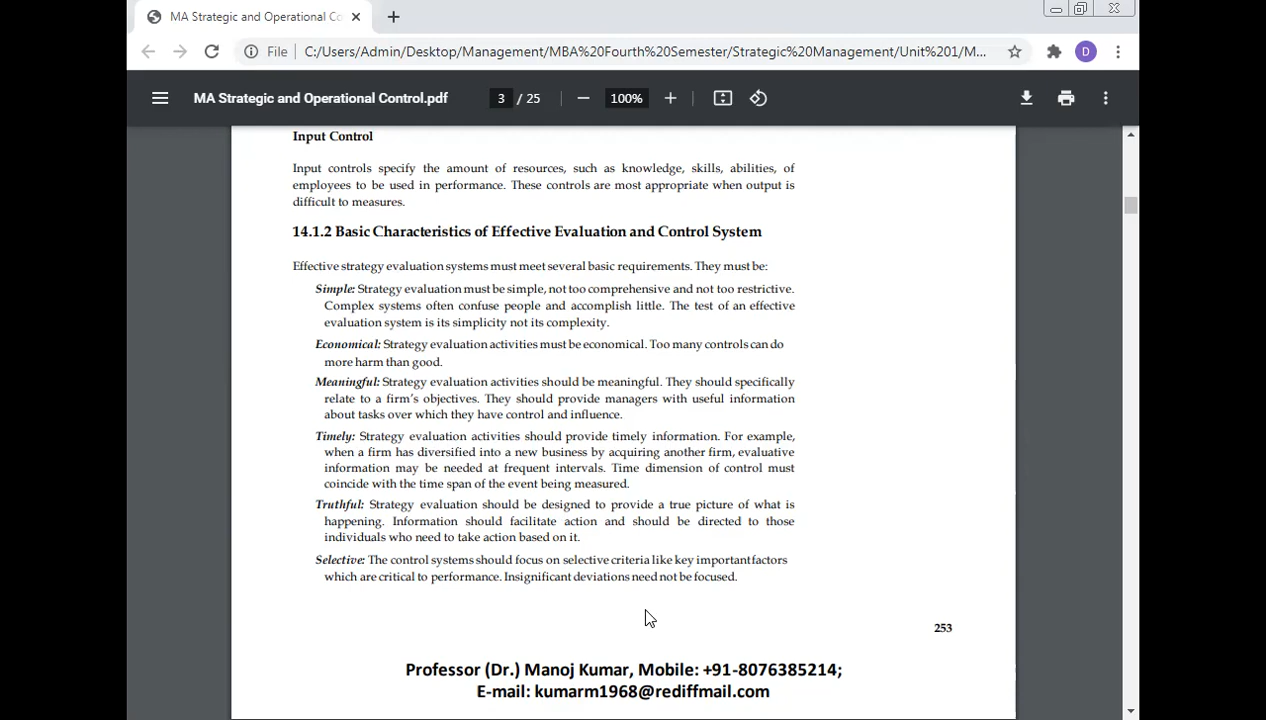 MA Strategic and Operational Co
File C:/Users/Admin/Desktop/Management/MBA%20Fourth%20Semester/Strategic%20Management/Unit%201/M... D
MA Strategic and Operational Control.pdf 3 / 25 100%
Input Control
Input controls specify the amount of resources, such as knowledge, skills, abilities, of
employees to be used in performance. These controls are most appropriate when output is
difficult to measures.
14.1.2 Basic Characteristics of Effective Evaluation and Control System
Effective strategy evaluation systems must meet several basic requirements. They must be:
Simple: Strategy evaluation must be simple, not too comprehensive and not too restrictive.
Complex systems often confuse people and accomplish little. The test of an effective
evaluation system is its simplicity not its complexity.
Economical: Strategy evaluation activities must be economical. Too many controls can do
more harm than good.
Meaningful: Strategy evaluation activities should be meaningful. They should specifically
relate to a firm's objectives. They should provide managers with useful information
about tasks over which they have control and influence.
Timely: Strategy evaluation activities should provide timely information. For example,
when a firm has diversified into a new business by acquiring another firm, evaluative
information may be needed at frequent intervals. Time dimension of control must
coincide with the time span of the event being measured.
Truthful: Strategy evaluation should be designed to provide a true picture of what is
happening. Information should facilitate action and should be directed to those
individuals who need to take action based on it.
Selective: The control systems should focus on selective criteria like key important factors
which are critical to performance. Insignificant deviations need not be focused.
253
Professor (Dr.) Manoj Kumar, Mobile: +91-8076385214;
E-mail: kumarm1968@rediffmail.com